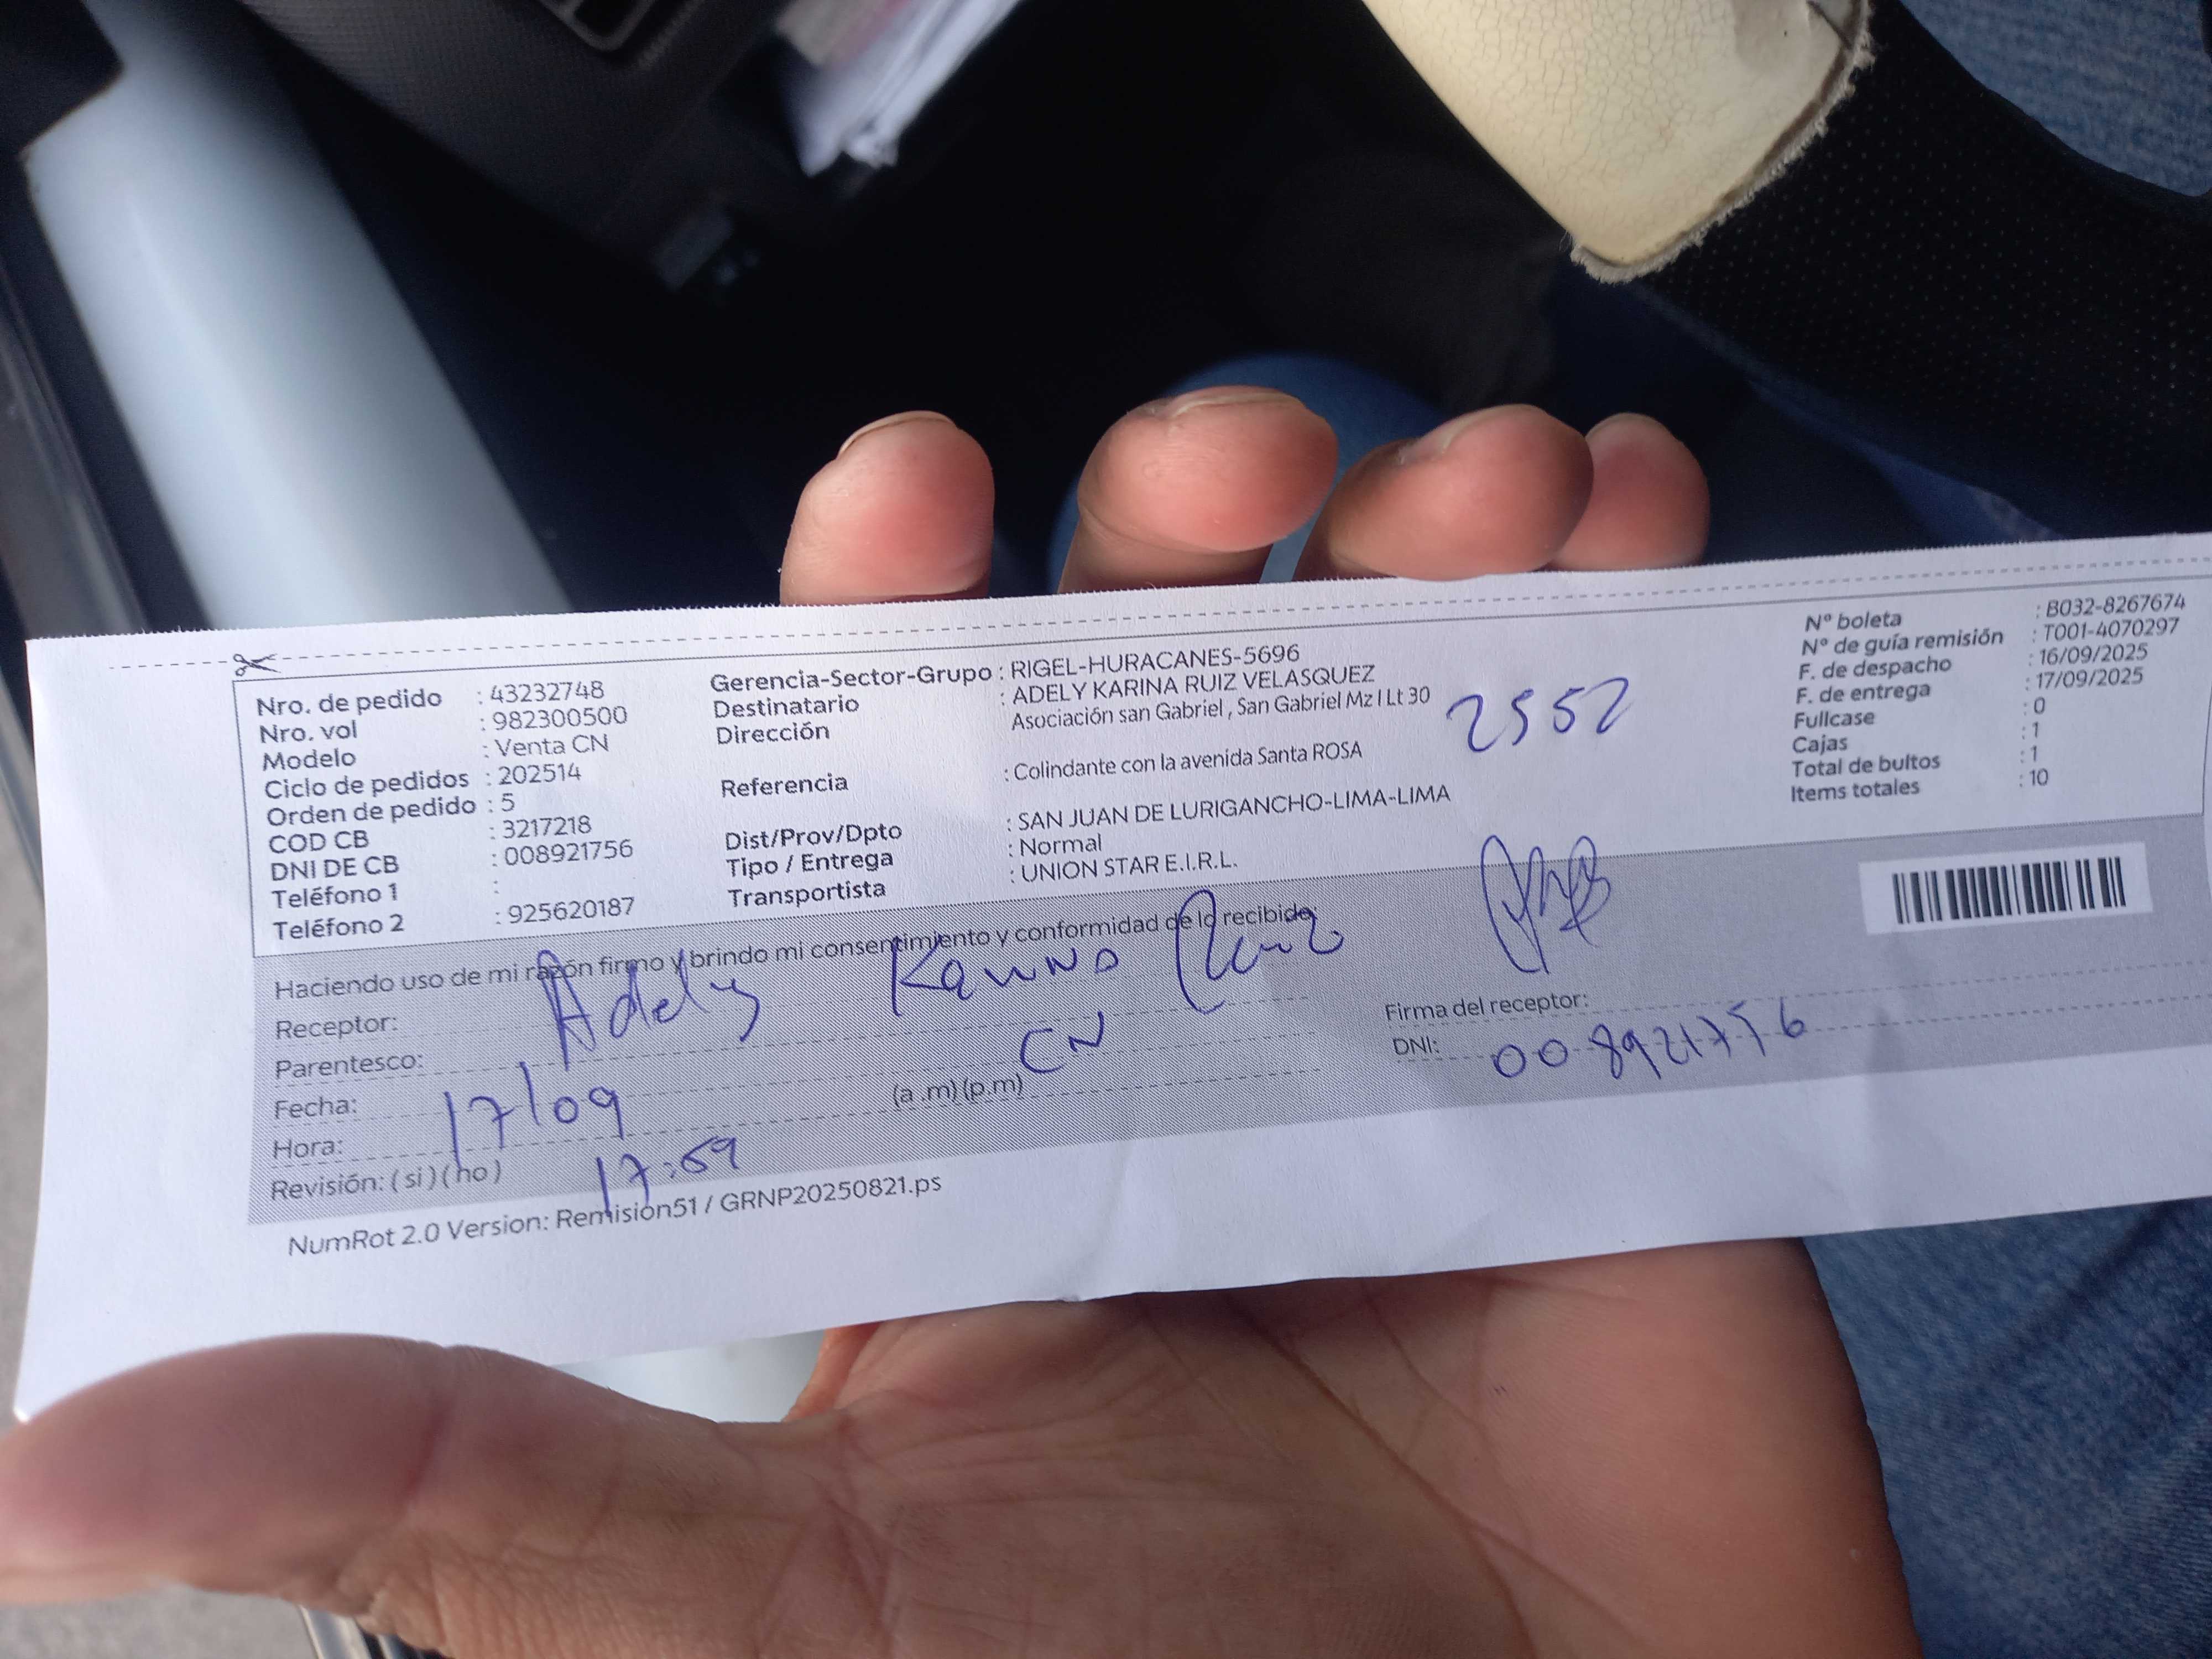 Nro. de pedido : 43232748
Nro. vol : 982300500
Modelo : Venta CN
Ciclo de pedidos : 202514
Orden de pedido : 5
COD CB : 3217218
DNI DE CB : 008921756
Teléfono 1 :
Teléfono 2 : 925620187
Gerencia-Sector-Grupo : RIGEL-HURACANES-5696
Destinatario : ADELY KARINA RUIZ VELASQUEZ
Dirección Asociación san Gabriel , San Gabriel Mz I Lt 30
Referencia : Colindante con la avenida Santa ROSA
Dist/Prov/Dpto : SAN JUAN DE LURIGANCHO-LIMA-LIMA
Tipo / Entrega : Normal
Transportista : UNION STAR E.I.R.L.
2552
Nº boleta : B032-8267674
Nº de guía remisión : T001-4070297
F. de despacho : 16/09/2025
F. de entrega : 17/09/2025
Fullcase : 0
Cajas : 1
Total de bultos : 1
Items totales : 10
Haciendo uso de mi razón firmo y brindo mi consentimiento y conformidad de lo recibido:
Receptor: Adely Karina Ruiz
Parentesco: CN
Fecha: 17/09
Hora: 17:59 (a .m) (p.m)
Revisión: ( si ) ( no )
Firma del receptor:
DNI: 008921756
NumRot 2.0 Version: Remision51 / GRNP20250821.ps